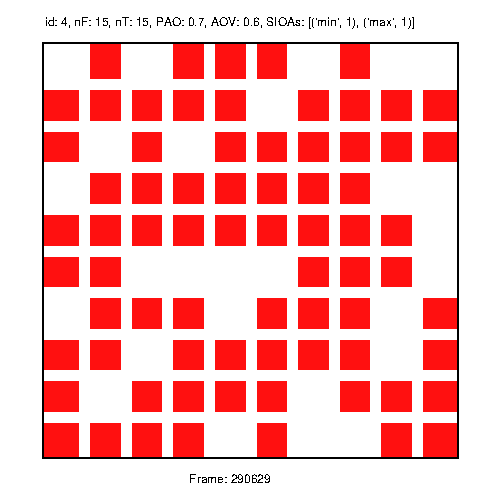 id: 4, nF: 15, nT: 15, PAO: 0.7, AOV: 0.6, SIOAs: [('min', 1), ('max', 1)]
Frame: 290629